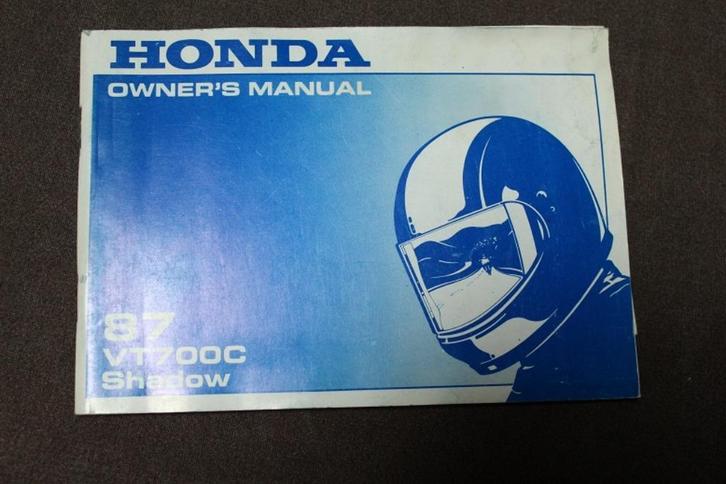 HONDA
OWNER'S MANUAL
87
VT700C
Shadow